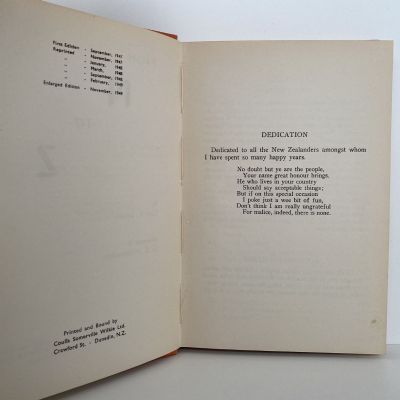 First Edition - September, 1947
Reprinted - November, 1947
" - January, 1948
" - March, 1948
" - September, 1948
" - February, 1949
Enlarged Edition - November, 1949
Printed and Bound by
Coulls Somerville Wilkie Ltd.
Crawford St. - Dunedin, N.Z.
DEDICATION
Dedicated to all the New Zealanders amongst whom
I have spent so many happy years.
No doubt but ye are the people,
Your name great honour brings.
He who lives in your country
Should say acceptable things;
But if on this special occasion
I poke just a wee bit of fun,
Don't think I am really ungrateful
For malice, indeed, there is none.